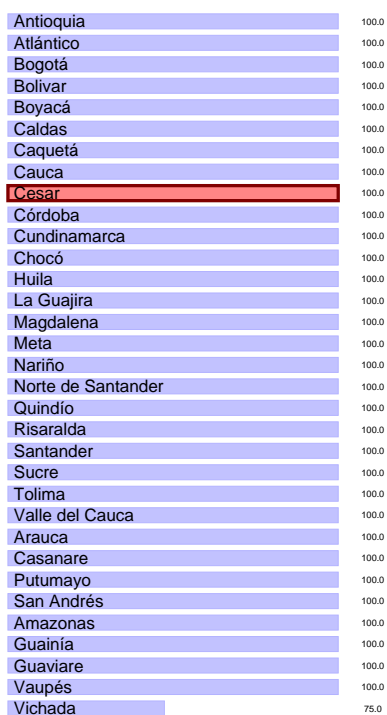 Antioquia 100.0
Atlántico 100.0
Bogotá 100.0
Bolivar 100.0
Boyacá 100.0
Caldas 100.0
Caquetá 100.0
Cauca 100.0
Cesar 100.0
Córdoba 100.0
Cundinamarca 100.0
Chocó 100.0
Huila 100.0
La Guajira 100.0
Magdalena 100.0
Meta 100.0
Nariño 100.0
Norte de Santander 100.0
Quindío 100.0
Risaralda 100.0
Santander 100.0
Sucre 100.0
Tolima 100.0
Valle del Cauca 100.0
Arauca 100.0
Casanare 100.0
Putumayo 100.0
San Andrés 100.0
Amazonas 100.0
Guainía 100.0
Guaviare 100.0
Vaupés 100.0
Vichada 75.0